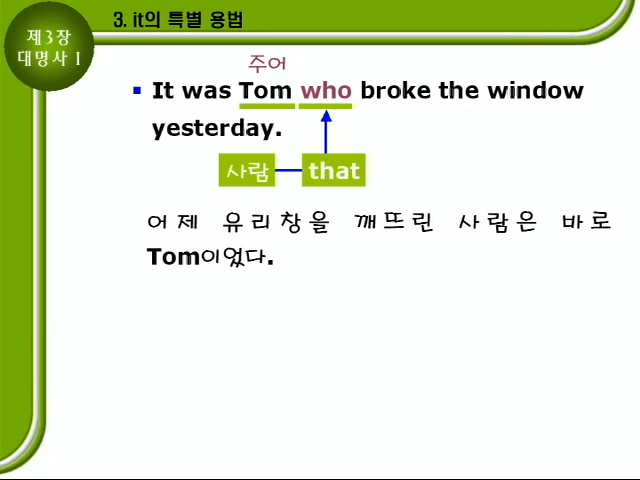 3. it의 특별 용법
제3장
대명사 I
주어
It was Tom who broke the window
yesterday.
사람 that
어제 유리창을 깨뜨린 사람은 바로
Tom이었다.